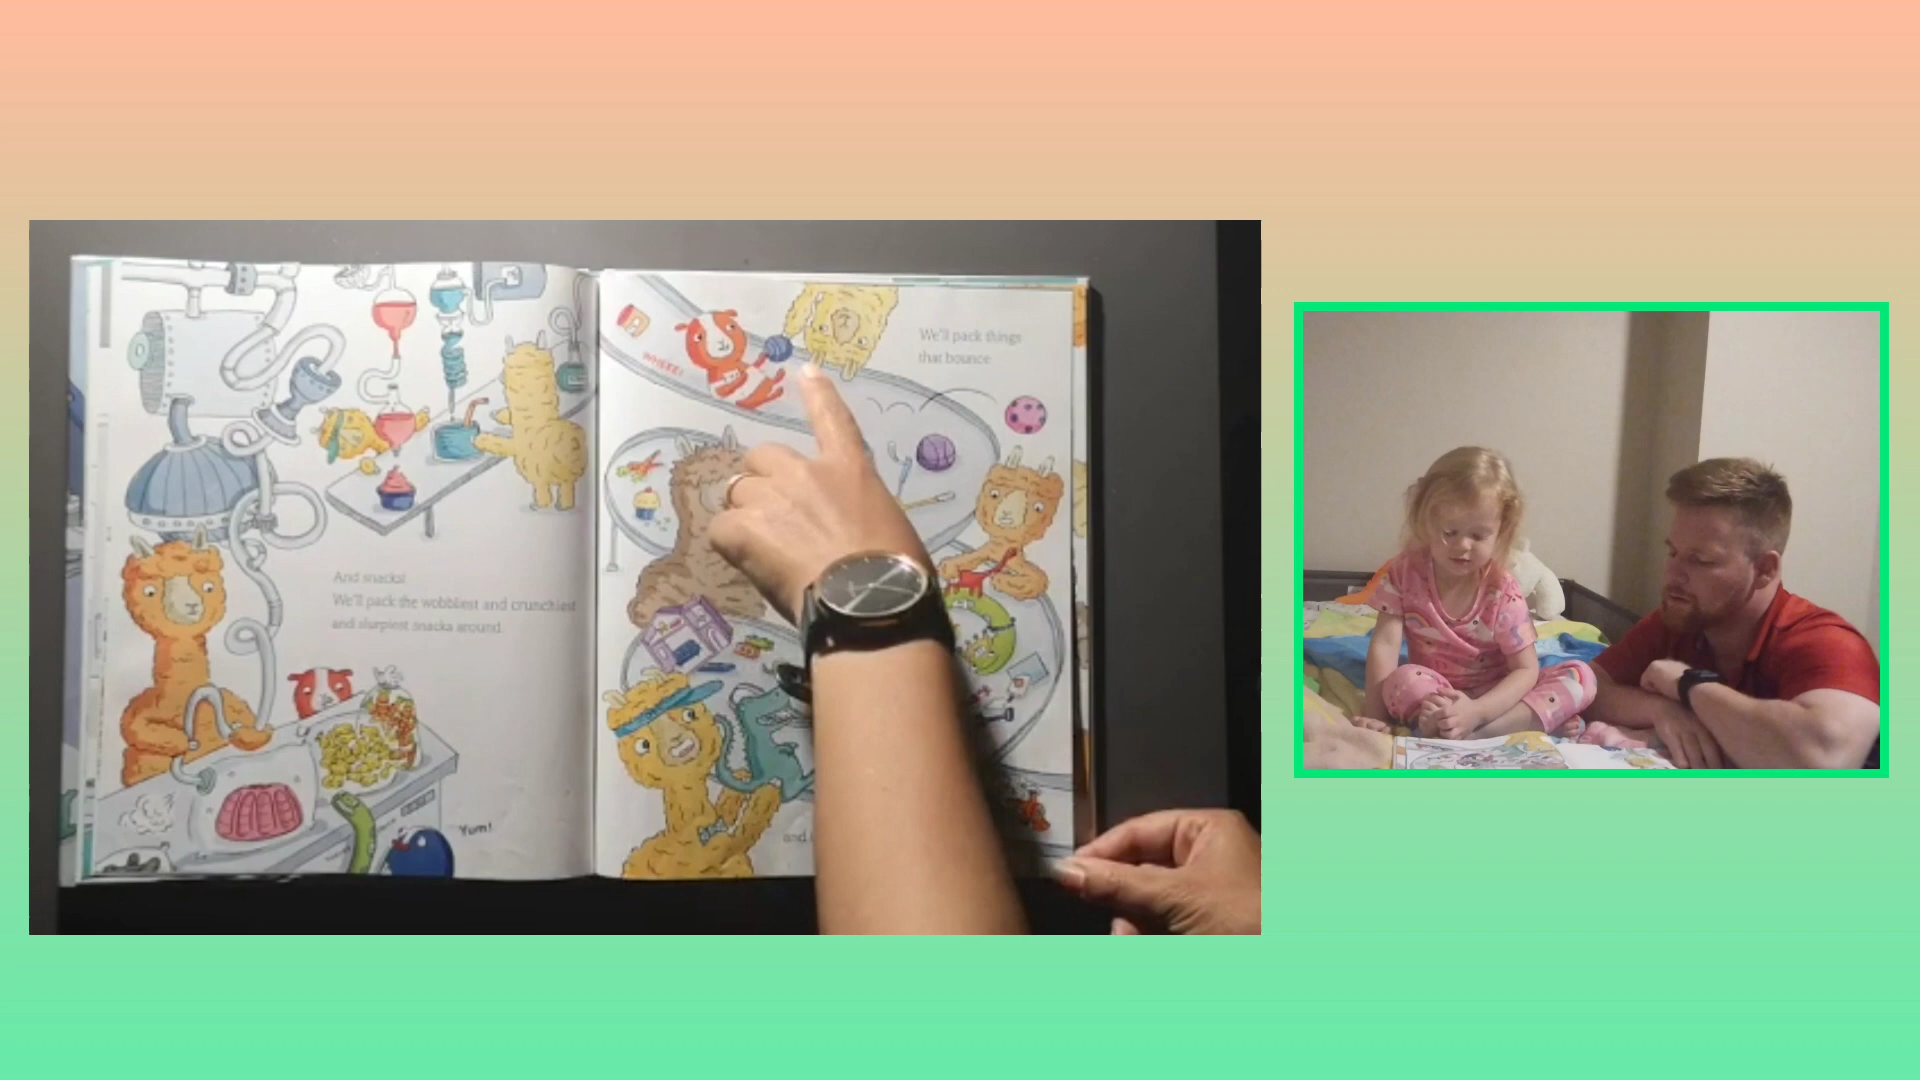 And snacks!
We'll pack the wobbliest and crunchiest
and slurpiest snacks around.
Yum!
WHEEE!
We'll pack things
that bounce
and